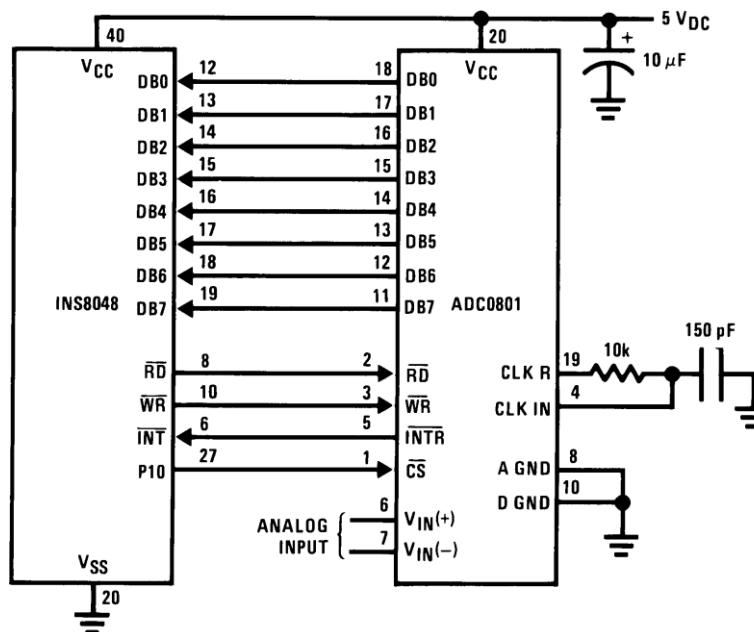 5 VDC
40
20
+
10 µF
VCC
VCC
DB0 12 18 DB0
DB1 13 17 DB1
DB2 14 16 DB2
DB3 15 15 DB3
DB4 16 14 DB4
DB5 17 13 DB5
DB6 18 12 DB6
INS8048 DB7 19 11 DB7 ADC0801
150 pF
10k
RD 8 2 RD CLK R 19
WR 10 3 WR CLK IN 4
INT 6 5 INTR
P10 27 1 CS A GND 8
D GND 10
ANALOG INPUT
6 VIN(+)
7 VIN(−)
VSS
20